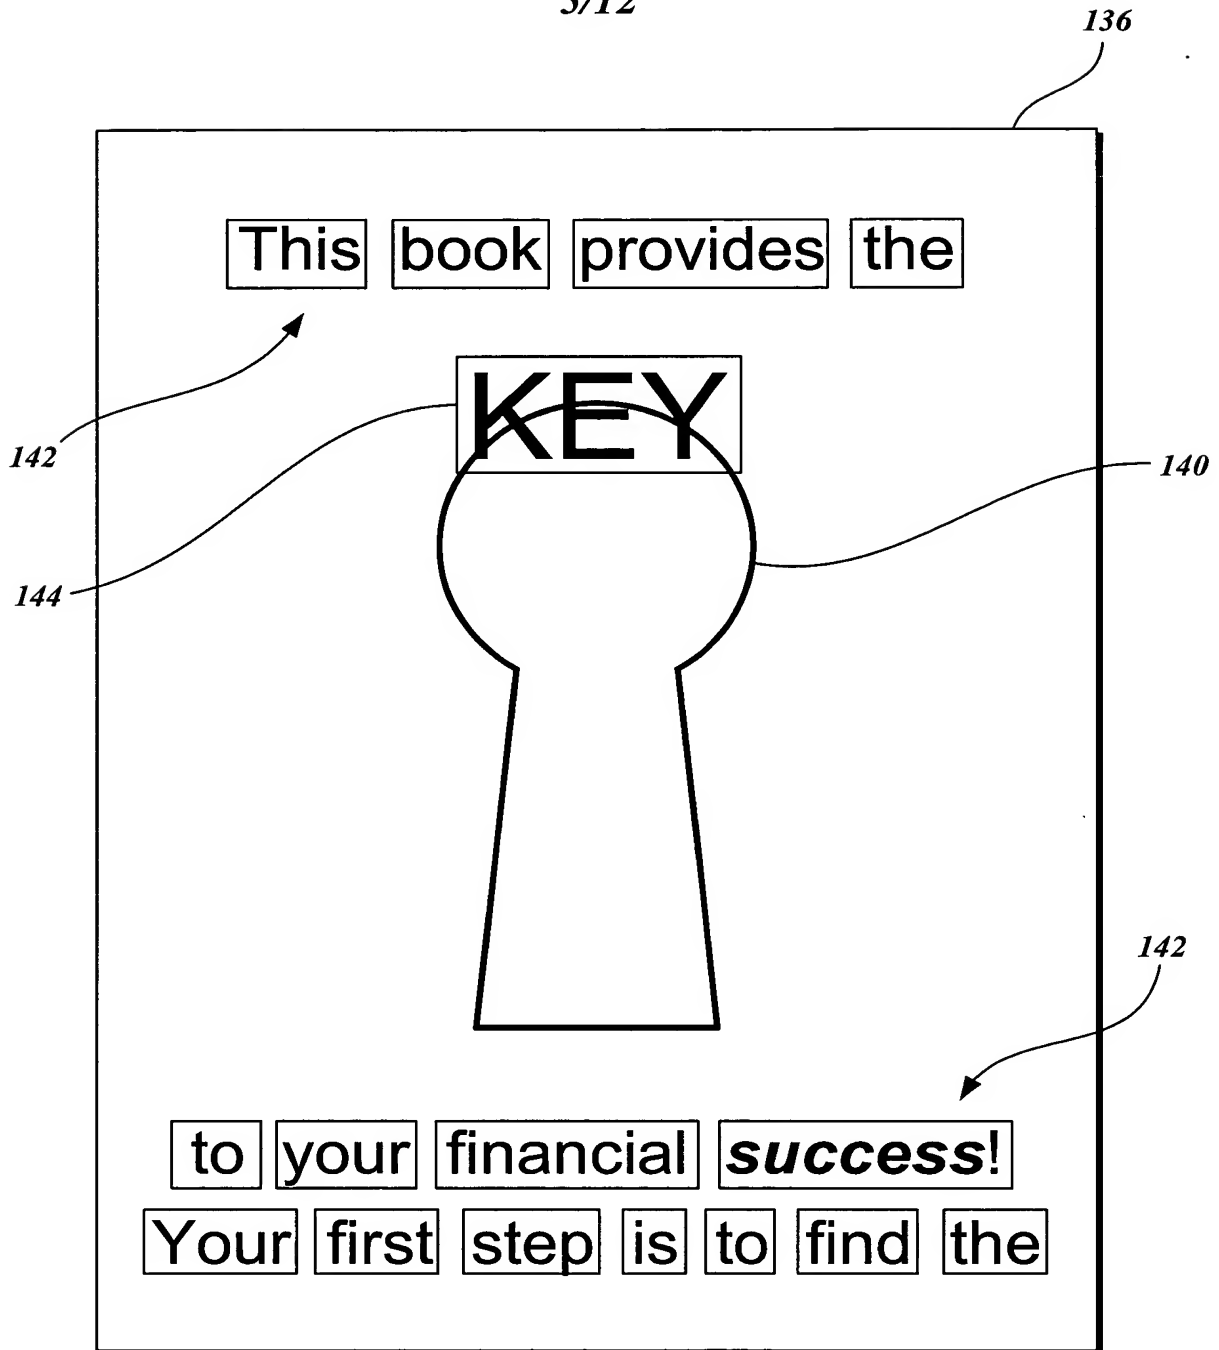 3/12
136
This book provides the
KEY
142
140
144
142
to your financial success!
Your first step is to find the